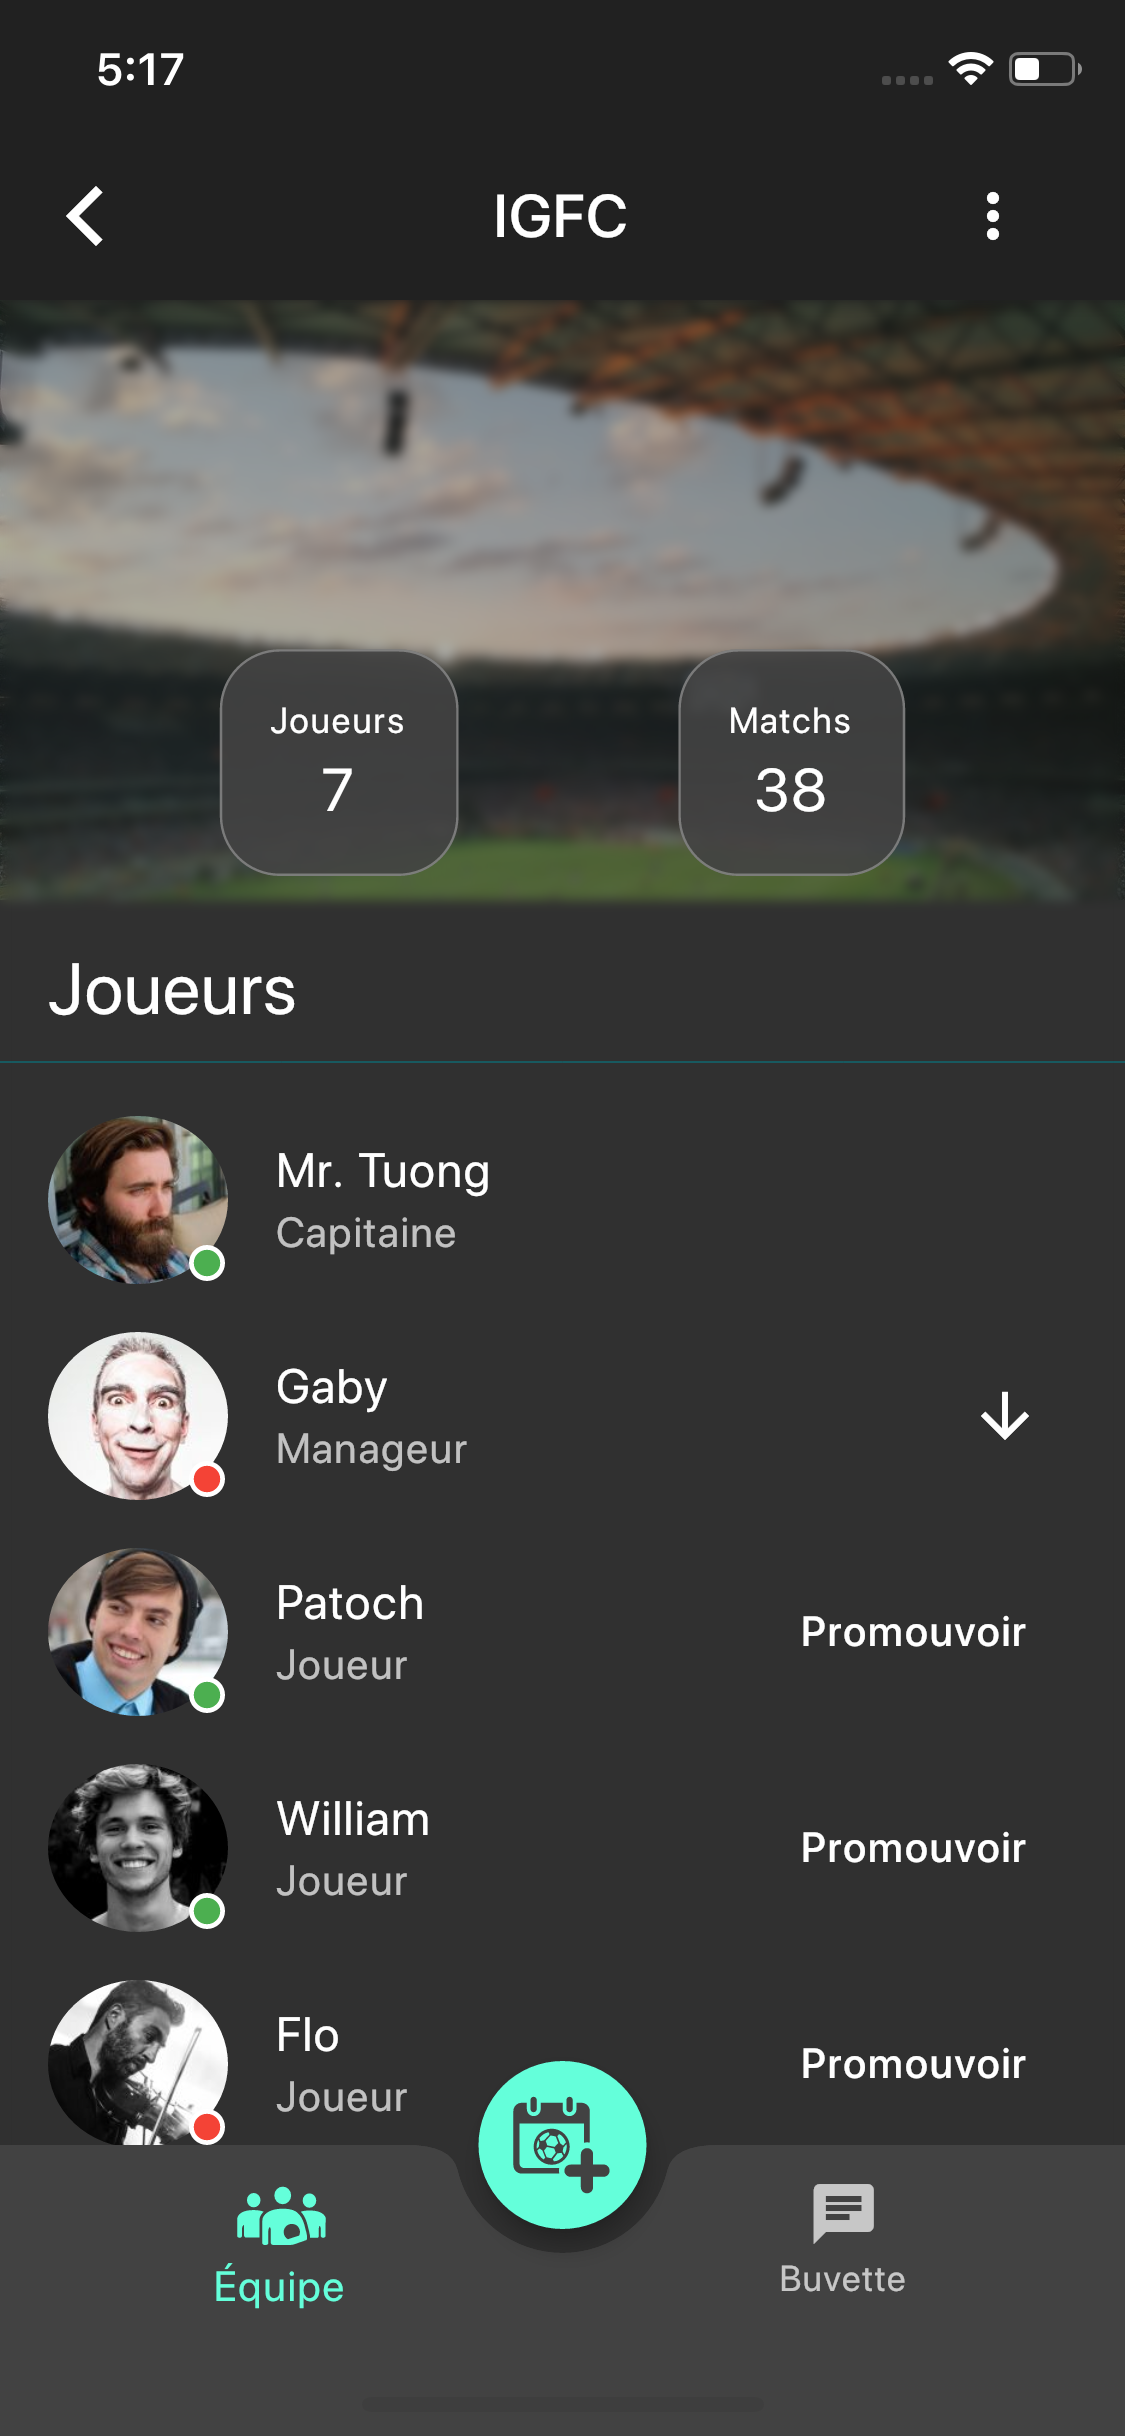 5:17
IGFC
Joueurs
7
Matchs
38
Joueurs
Mr. Tuong
Capitaine
Gaby
Manageur
Patoch
Joueur
Promouvoir
William
Joueur
Promouvoir
Flo
Joueur
Promouvoir
Équipe
Buvette